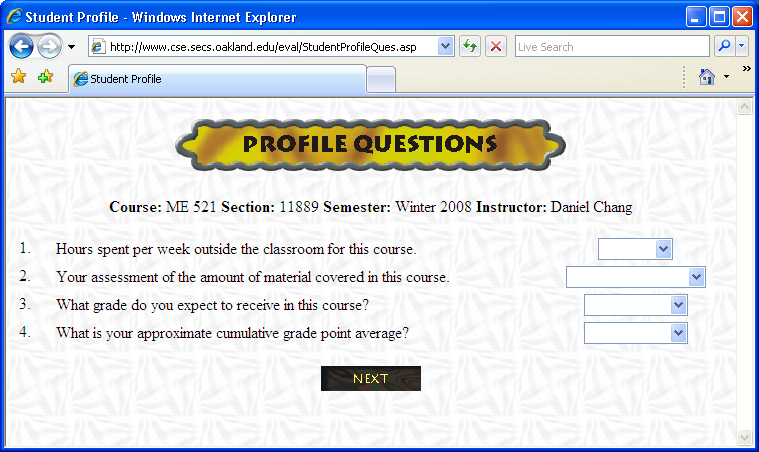 Student Profile - Windows Internet Explorer
http://www.cse.secs.oakland.edu/eval/StudentProfileQues.asp
Live Search
Student Profile
PROFILE QUESTIONS
Course: ME 521 Section: 11889 Semester: Winter 2008 Instructor: Daniel Chang
1. Hours spent per week outside the classroom for this course.
2. Your assessment of the amount of material covered in this course.
3. What grade do you expect to receive in this course?
4. What is your approximate cumulative grade point average?
NEXT